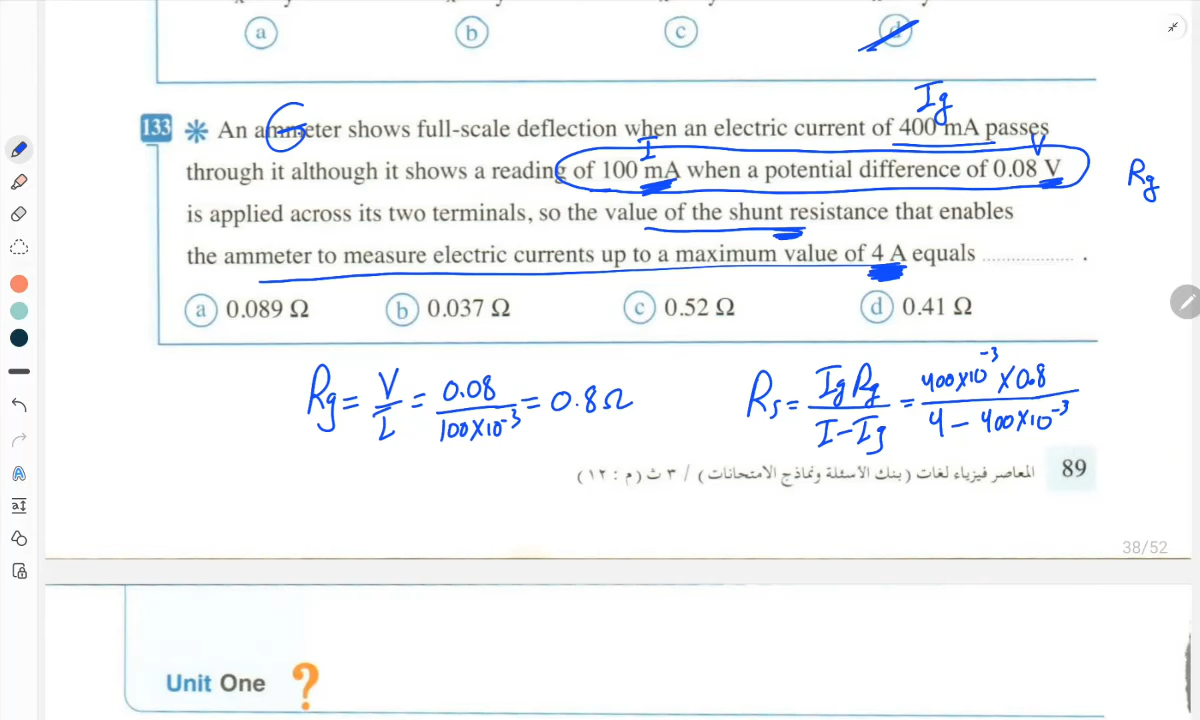 a b c d
Ig
133 * An ammeter shows full-scale deflection when an electric current of 400 mA passes
I V
through it although it shows a reading of 100 mA when a potential difference of 0.08 V
Rg
is applied across its two terminals, so the value of the shunt resistance that enables
the ammeter to measure electric currents up to a maximum value of 4 A equals .................. .
a 0.089 Ω b 0.037 Ω c 0.52 Ω d 0.41 Ω
Rg = V/I = 0.08/100×10⁻³ = 0.8Ω Rs = Ig Rg/I-Ig = 400×10⁻³ × 0.8/4 - 400×10⁻³
المعاصر فيزياء لغات (بنك الأسئلة ونماذج الامتحانات) / ٣ ث (م : ١٢) 89
38/52
Unit One ?